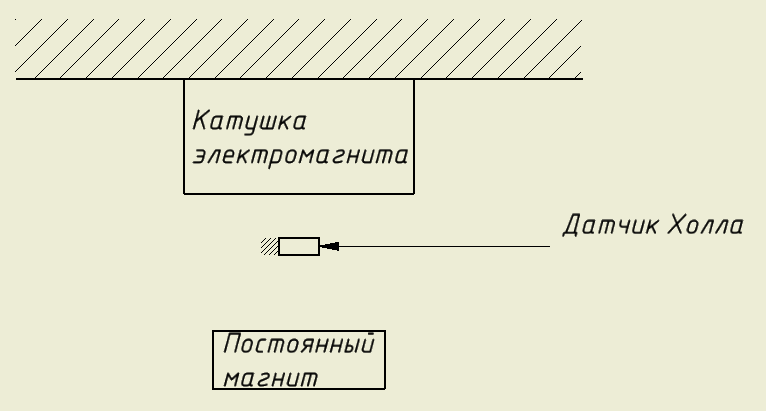 Катушка
электромагнита
Датчик Холла
Постоянный
магнит